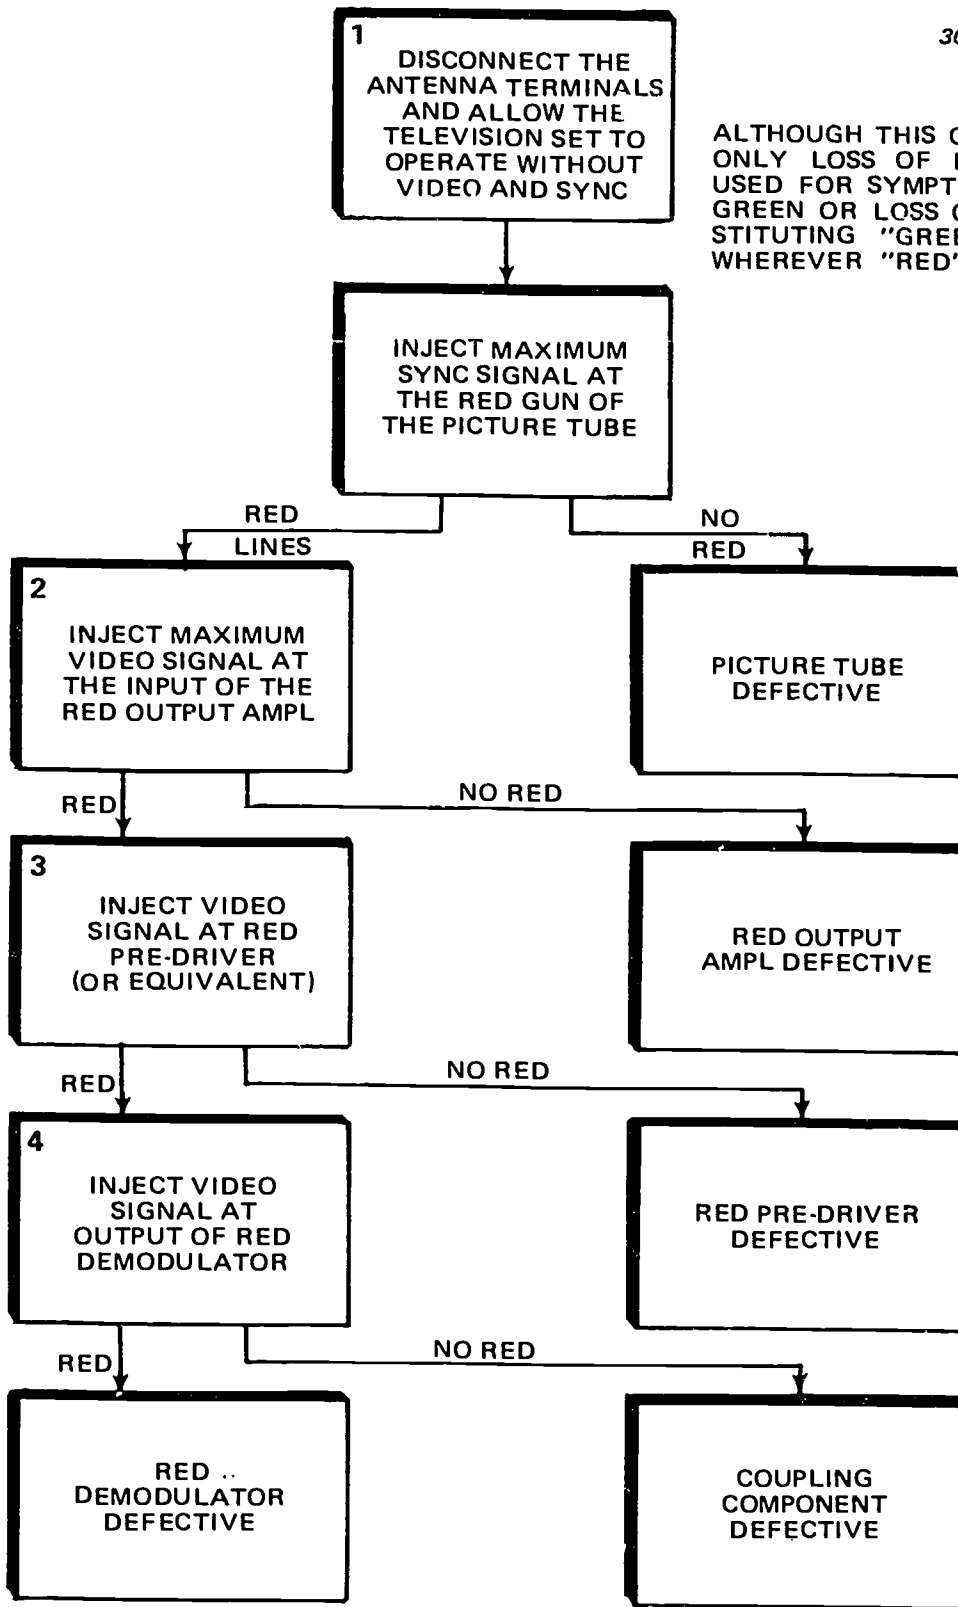 1
DISCONNECT THE
ANTENNA TERMINALS
AND ALLOW THE
TELEVISION SET TO
OPERATE WITHOUT
VIDEO AND SYNC
36
ALTHOUGH THIS
ONLY LOSS OF
USED FOR
GREEN OR LOSS
STITUTING
WHEREVER "RED"
INJECT MAXIMUM
SYNC SIGNAL AT
THE RED GUN OF
THE PICTURE TUBE
RED
LINES
NO
RED
2
INJECT MAXIMUM
VIDEO SIGNAL AT
THE INPUT OF THE
RED OUTPUT AMPL
PICTURE TUBE
DEFECTIVE
RED
NO RED
3
INJECT VIDEO
SIGNAL AT RED
PRE-DRIVER
(OR EQUIVALENT)
RED OUTPUT
AMPL DEFECTIVE
RED
NO RED
4
INJECT VIDEO
SIGNAL AT
OUTPUT OF RED
DEMODULATOR
RED PRE-DRIVER
DEFECTIVE
RED
NO RED
RED
DEMODULATOR
DEFECTIVE
COUPLING
COMPONENT
DEFECTIVE